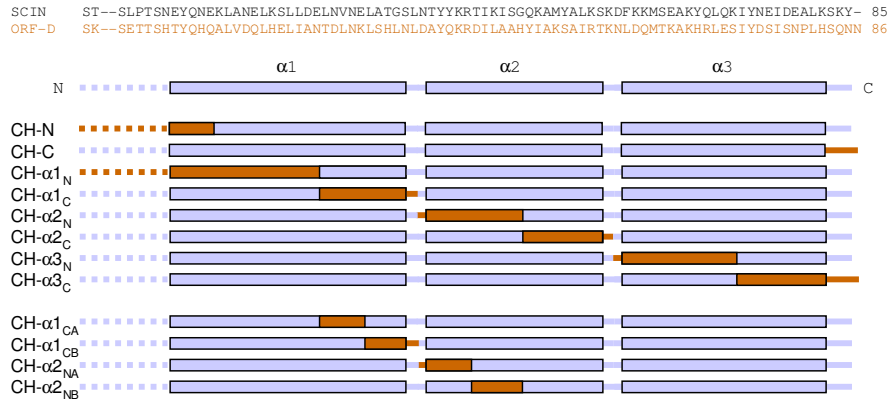 SCIN ST--SLPTSNEYQNEKLANELKSLLDELNVNELATGSLNTYYKRTIKISGQKAMYALKSKDFKKMSEAKYQLQKIYNEIDEALKSKY- 85
ORF-D SK--SETTSHTYQHQALVDQLHELIANTDLNKLSHLNLDAYQKRDILAAHYIAKSAIRTKNLDQMTKAKHRLESIYDSISNPLHSQNN 86
α1 α2 α3
N C
CH-N
CH-C
CH-α1N
CH-α1C
CH-α2N
CH-α2C
CH-α3N
CH-α3C
CH-α1CA
CH-α1CB
CH-α2NA
CH-α2NB